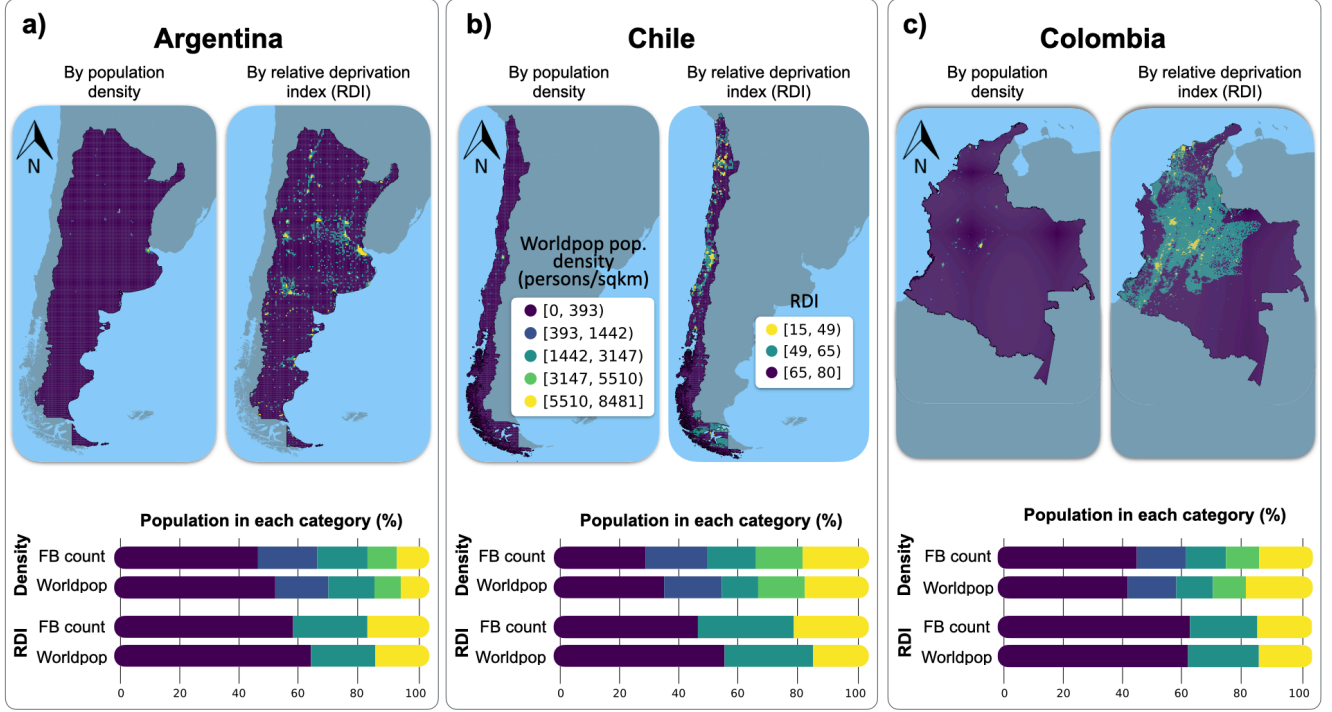 a)
Argentina
By population
density
By relative deprivation
index (RDI)
N
Population in each category (%)
Density
FB count
Worldpop
RDI
FB count
Worldpop
0 20 40 60 80 100
b)
Chile
By population
density
By relative deprivation
index (RDI)
N
Worldpop pop.
density
(persons/sqkm)
[0, 393)
[393, 1442)
[1442, 3147)
[3147, 5510)
[5510, 8481]
RDI
[15, 49)
[49, 65)
[65, 80]
Population in each category (%)
Density
FB count
Worldpop
RDI
FB count
Worldpop
0 20 40 60 80 100
c)
Colombia
By population
density
By relative deprivation
index (RDI)
N
Population in each category (%)
Density
FB count
Worldpop
RDI
FB count
Worldpop
0 20 40 60 80 100